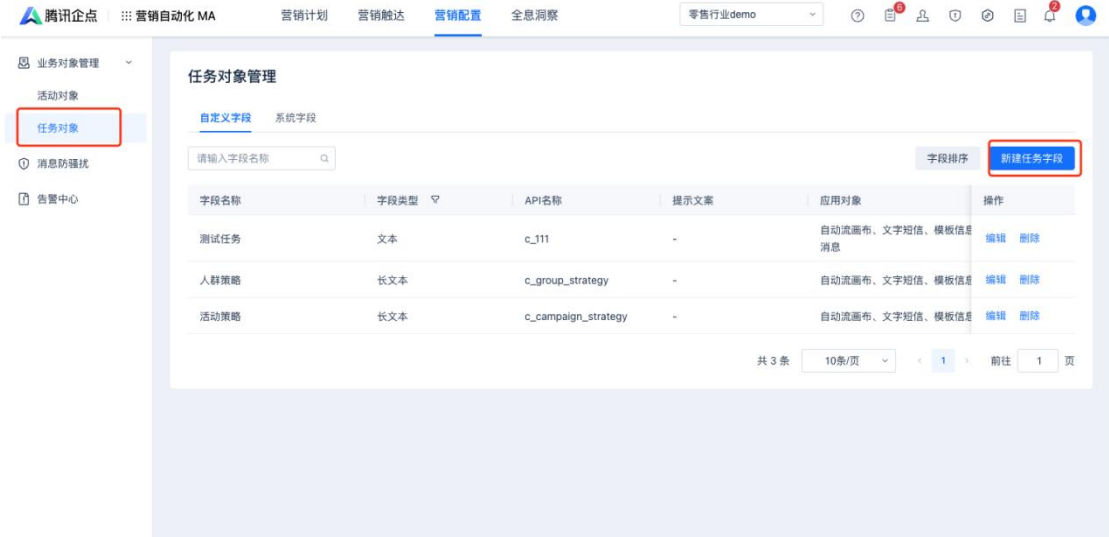 腾讯企点 营销自动化 MA 营销计划 营销触达 营销配置 全息洞察 零售行业demo 6 2
业务对象管理
活动对象
任务对象
消息防骚扰
告警中心
任务对象管理
自定义字段 系统字段
请输入字段名称 字段排序 新建任务字段
字段名称 字段类型 API名称 提示文案 应用对象 操作
测试任务 文本 c_111 - 自动流画布、文字短信、模板信息 编辑 删除
消息
人群策略 长文本 c_group_strategy - 自动流画布、文字短信、模板信息 编辑 删除
活动策略 长文本 c_campaign_strategy - 自动流画布、文字短信、模板信息 编辑 删除
共 3 条 10条/页 1 前往 1 页